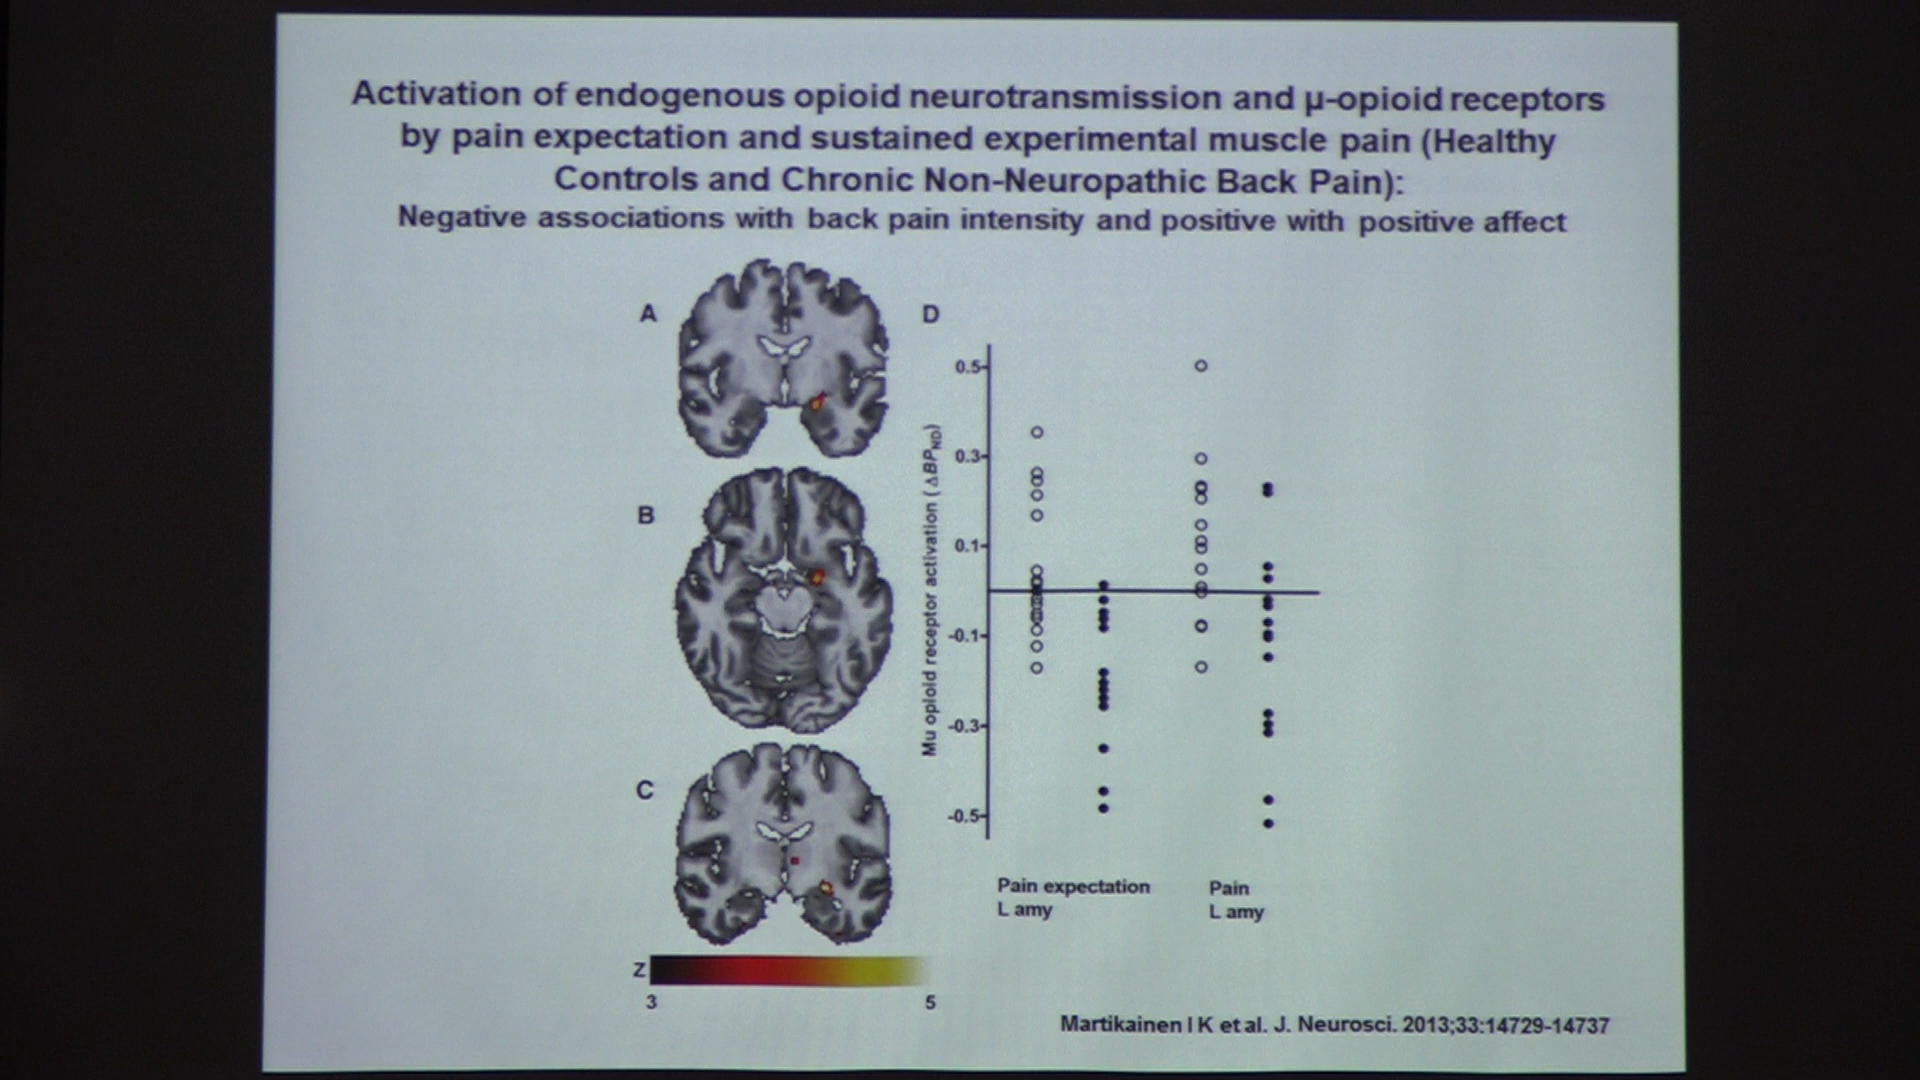 Activation of endogenous opioid neurotransmission and µ-opioid receptors
by pain expectation and sustained experimental muscle pain (Healthy
Controls and Chronic Non-Neuropathic Back Pain):
Negative associations with back pain intensity and positive with positive affect
A
B
C
Z
3
5
D
Mu opioid receptor activation (ΔBPND)
0.5
0.3
0.1
-0.1
-0.3
-0.5
Pain expectation
L amy
Pain
L amy
Martikainen I K et al. J. Neurosci. 2013;33:14729-14737